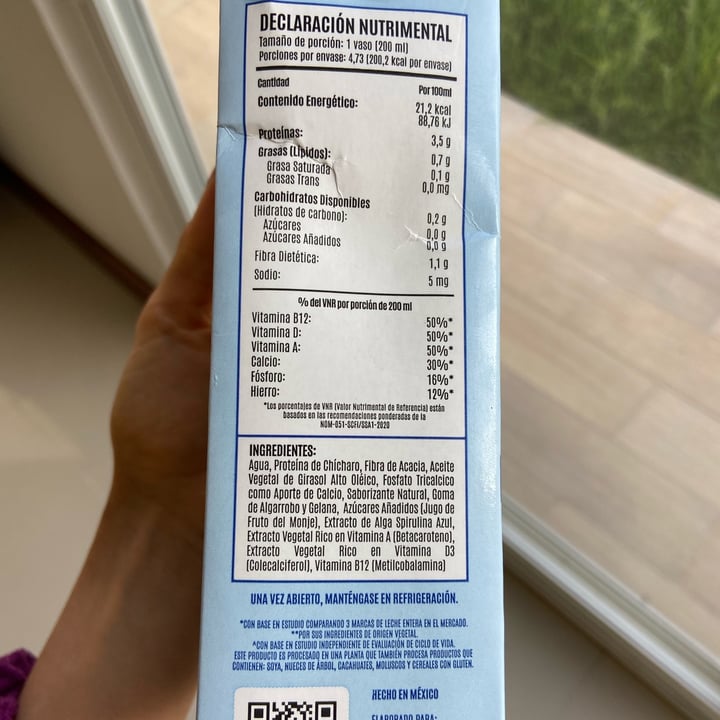 DECLARACIÓN NUTRIMENTAL
Tamaño de porción: 1 vaso (200 ml)
Porciones por envase: 4,73 (200,2 kcal por envase)
Cantidad Por 100ml
Contenido Energético: 21,2 kcal
88,76 kJ
Proteínas: 3,5 g
Grasas (Lípidos): 0,7 g
Grasa Saturada 0,1 g
Grasas Trans 0,0 mg
Carbohidratos Disponibles
(Hidratos de carbono): 0,2 g
Azúcares 0,0 g
Azúcares Añadidos 0,0 g
Fibra Dietética: 1,1 g
Sodio: 5 mg
% del VNR por porción de 200 ml
Vitamina B12: 50%*
Vitamina D: 50%*
Vitamina A: 50%*
Calcio: 30%*
Fósforo: 16%*
Hierro: 12%*
*Los porcentajes de VNR (Valor Nutrimental de Referencia) están
basados en las recomendaciones ponderadas de la
NOM-051-SCFI/SSA1-2020
INGREDIENTES:
Agua, Proteína de Chícharo, Fibra de Acacia, Aceite
Vegetal de Girasol Alto Oléico, Fosfato Tricalcico
como Aporte de Calcio, Saborizante Natural, Goma
de Algarrobo y Gelana, Azúcares Añadidos (Jugo de
Fruto del Monje), Extracto de Alga Spirulina Azul,
Extracto Vegetal Rico en Vitamina A (Betacaroteno),
Extracto Vegetal Rico en Vitamina D3
(Colecalciferol), Vitamina B12 (Metilcobalamina)
UNA VEZ ABIERTO, MANTÉNGASE EN REFRIGERACIÓN.
*CON BASE EN ESTUDIO COMPARANDO 3 MARCAS DE LECHE ENTERA EN EL MERCADO.
**POR SUS INGREDIENTES DE ORIGEN VEGETAL.
^CON BASE EN ESTUDIO INDEPENDIENTE DE EVALUACIÓN DE CICLO DE VIDA.
ESTE PRODUCTO ES PROCESADO EN UNA PLANTA QUE TAMBIÉN PROCESA PRODUCTOS QUE
CONTIENEN: SOYA, NUECES DE ÁRBOL, CACAHUATES, MOLUSCOS Y CEREALES CON GLUTEN.
HECHO EN MÉXICO
ELABORADO PARA: